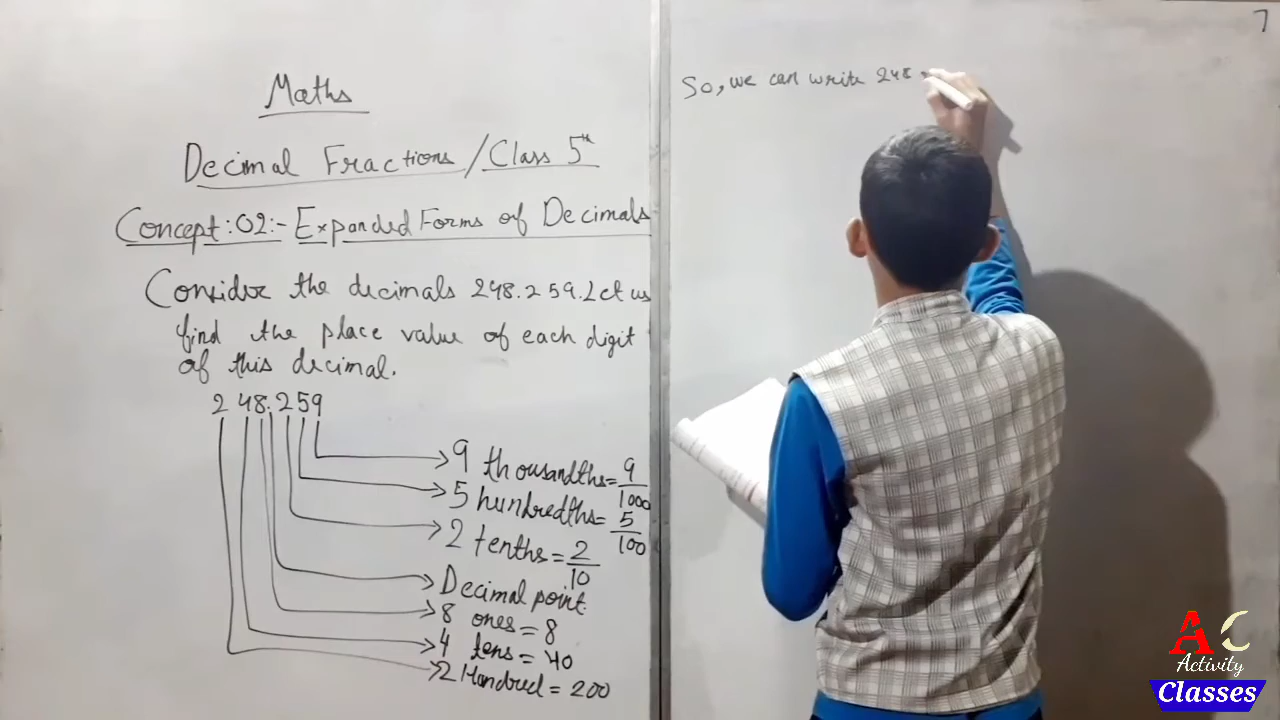 Maths
Decimal Fractions / Class 5th
Concept:02:- Expanded Forms of Decimals
Consider the decimals 248.259. Let us
find the place value of each digit
of this decimal.
248.259
9 thousandths = 9/1000
5 hundredths = 5/100
2 tenths = 2/10
Decimal point
8 ones = 8
4 tens = 40
2 Hundred = 200
So, we can write 248
7
AC
Activity
Classes